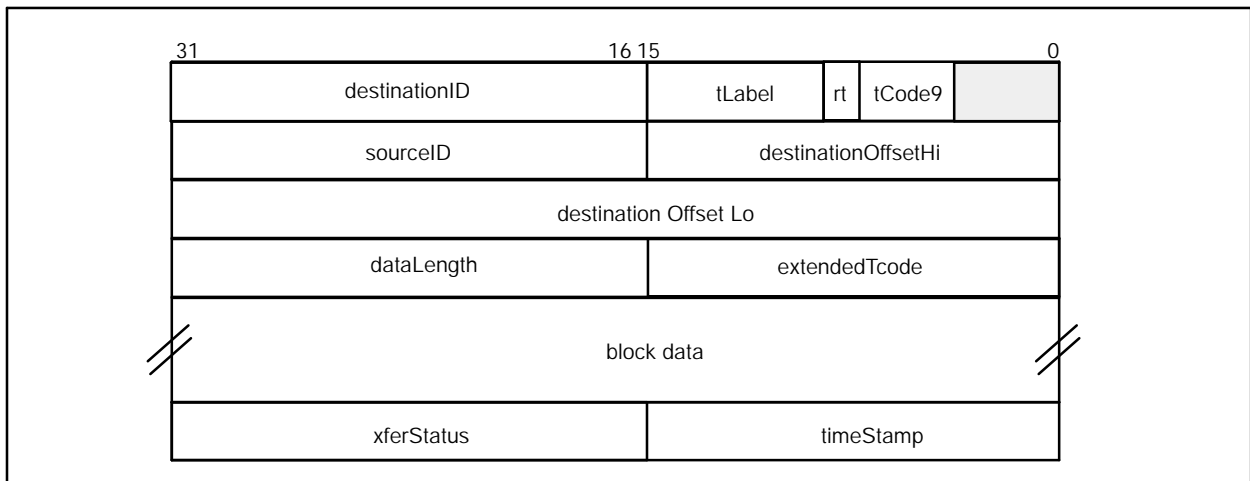 31 16 15 0
destinationID tLabel rt tCode9
sourceID destinationOffsetHi
destination Offset Lo
dataLength extendedTcode
block data
xferStatus timeStamp